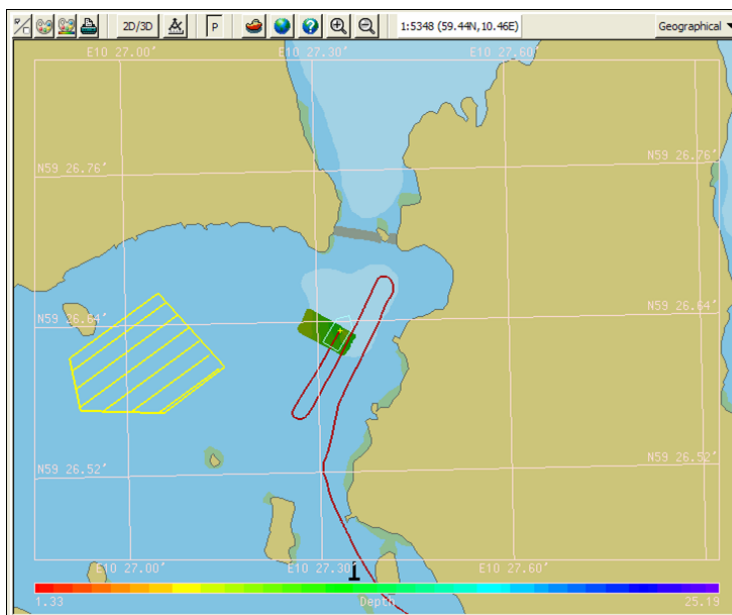 2D/3D P 1:5348 (59.44N,10.46E) Geographical
E10 27.00' E10 27.30' E10 27.60'
N59 26.76' N59 26.76'
N59 26.64' N59 26.64'
N59 26.52' N59 26.52'
E10 27.00' E10 27.30' E10 27.60'
1.33 Depth 25.19